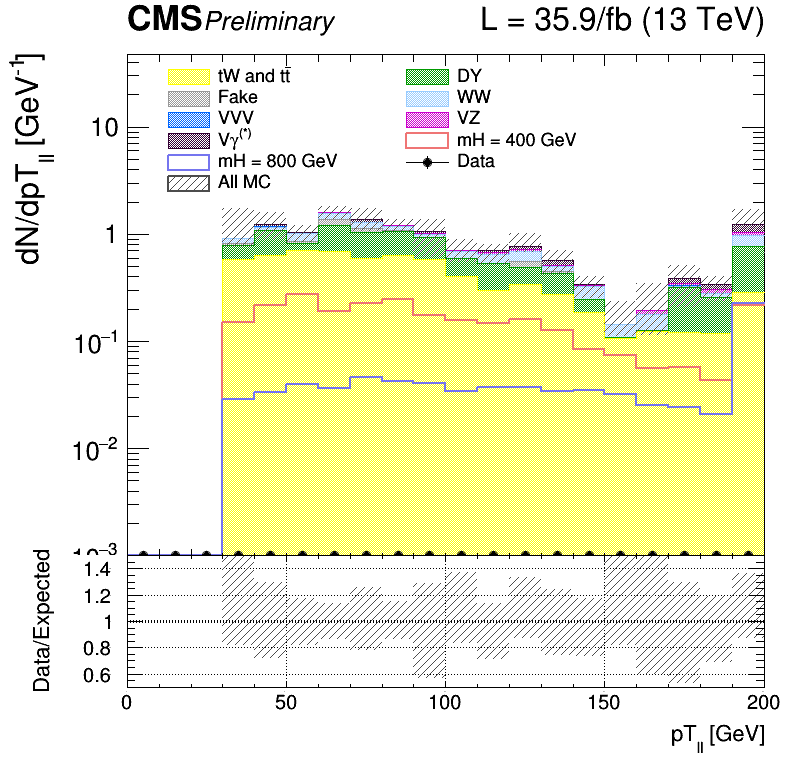 CMS Preliminary L = 35.9/fb (13 TeV)
dN/dpT_ll [GeV^-1]
tW and tt̄ DY
Fake WW
VVV VZ
Vγ^(*) mH = 400 GeV
mH = 800 GeV Data
All MC
10
1
10^-1
10^-2
10^-3
Data/Expected
1.4
1.2
1
0.8
0.6
0 50 100 150 200
pT_ll [GeV]